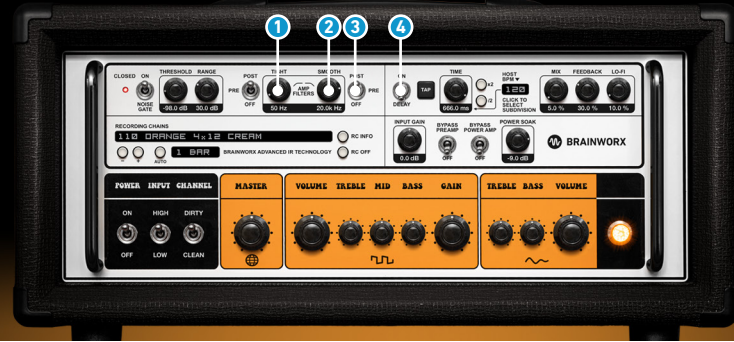 1 2 3 4
CLOSED ON THRESHOLD RANGE POST TIGHT SMOOTH POST ON TIME HOST BPM ▼ MIX FEEDBACK LO-FI
PRE AMP FILTERS PRE TAP x2 120
NOISE GATE -98.0 dB 30.0 dB OFF 50 Hz 20.0k Hz OFF DELAY 666.0 ms /2 CLICK TO SELECT SUBDIVISION 5.0 % 30.0 % 10.0 %
RECORDING CHAINS
110 ORANGE 4x12 CREAM RC INFO
- + AUTO 1 BAR BRAINWORX ADVANCED IR TECHNOLOGY RC OFF
INPUT GAIN BYPASS PREAMP BYPASS POWER AMP POWER SOAK
0.0 dB OFF OFF -9.0 dB
BRAINWORX
POWER INPUT CHANNEL MASTER VOLUME TREBLE MID BASS GAIN TREBLE BASS VOLUME
ON HIGH DIRTY
OFF LOW CLEAN